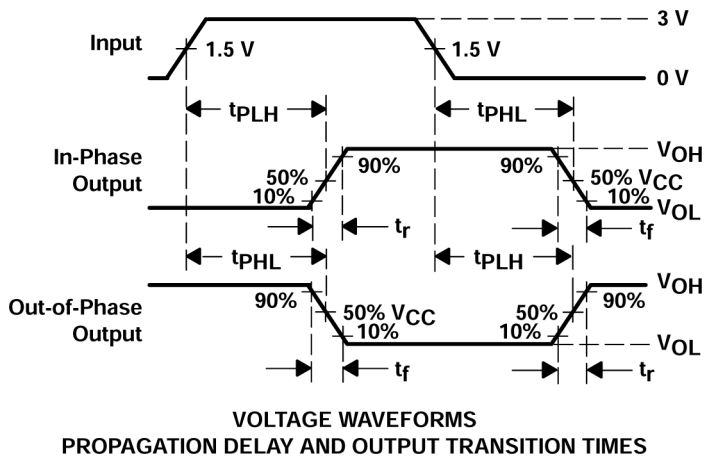 3 V
Input
1.5 V
1.5 V
0 V
tPLH
tPHL
In-Phase
Output
VOH
90%
90%
50%
50% VCC
10%
10%
VOL
tr
tf
tPHL
tPLH
Out-of-Phase
Output
VOH
90%
90%
50% VCC
50%
10%
10%
VOL
tf
tr
VOLTAGE WAVEFORMS
PROPAGATION DELAY AND OUTPUT TRANSITION TIMES